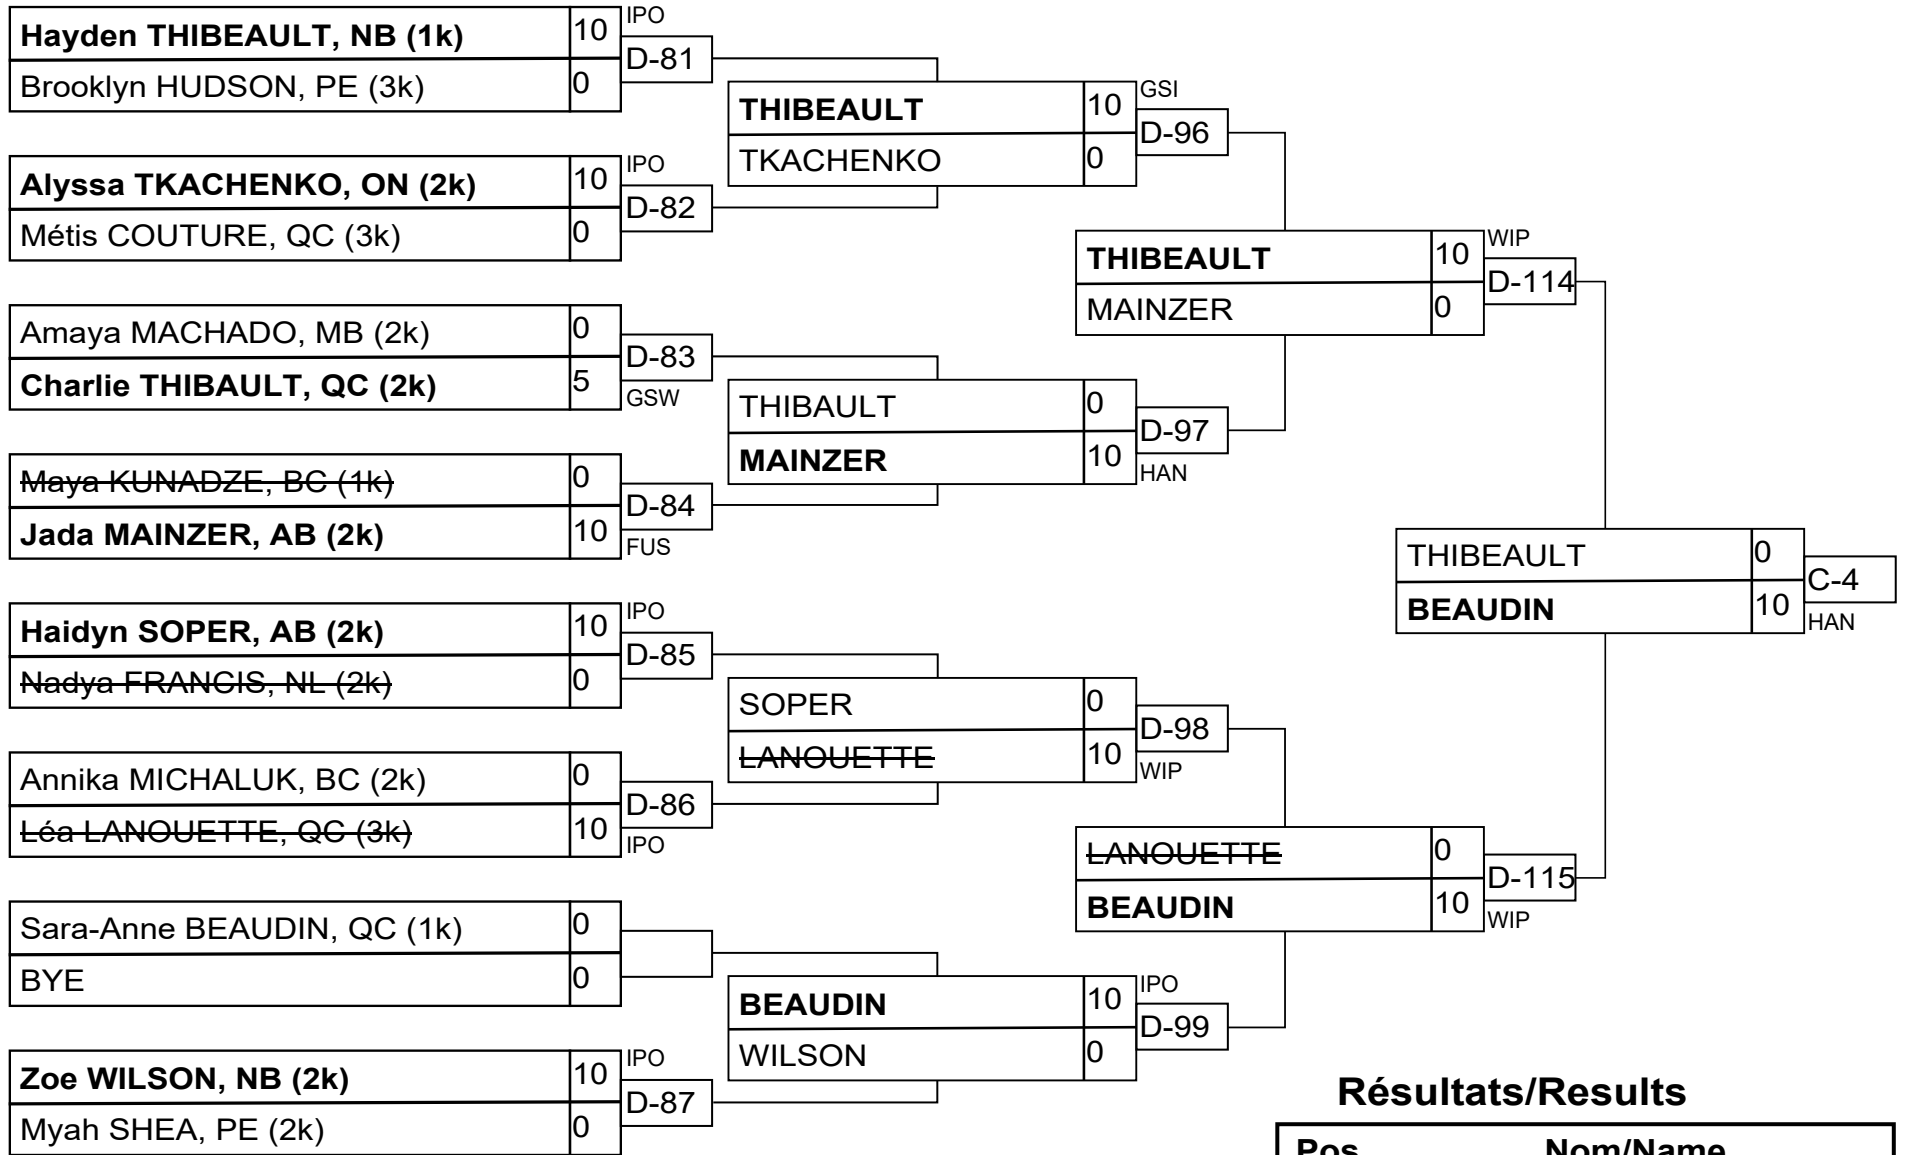 Hayden THIBEAULT, NB (1k) 10 IPO
Brooklyn HUDSON, PE (3k) 0
D-81
Alyssa TKACHENKO, ON (2k) 10 IPO
Métis COUTURE, QC (3k) 0
D-82
Amaya MACHADO, MB (2k) 0
Charlie THIBAULT, QC (2k) 5
D-83
GSW
Maya KUNADZE, BC (1k) 0
Jada MAINZER, AB (2k) 10
D-84
FUS
Haidyn SOPER, AB (2k) 10 IPO
Nadya FRANCIS, NL (2k) 0
D-85
Annika MICHALUK, BC (2k) 0
Léa LANOUETTE, QC (3k) 10
D-86
IPO
Sara-Anne BEAUDIN, QC (1k) 0
BYE 0
Zoe WILSON, NB (2k) 10 IPO
Myah SHEA, PE (2k) 0
D-87
THIBEAULT 10 GSI
TKACHENKO 0
D-96
THIBAULT 0
MAINZER 10
D-97
HAN
SOPER 0
LANOUETTE 10
D-98
WIP
BEAUDIN 10 IPO
WILSON 0
D-99
THIBEAULT 10 WIP
MAINZER 0
D-114
LANOUETTE 0
BEAUDIN 10
D-115
WIP
THIBEAULT 0
BEAUDIN 10
C-4
HAN
Résultats/Results
Pos Nom/Name